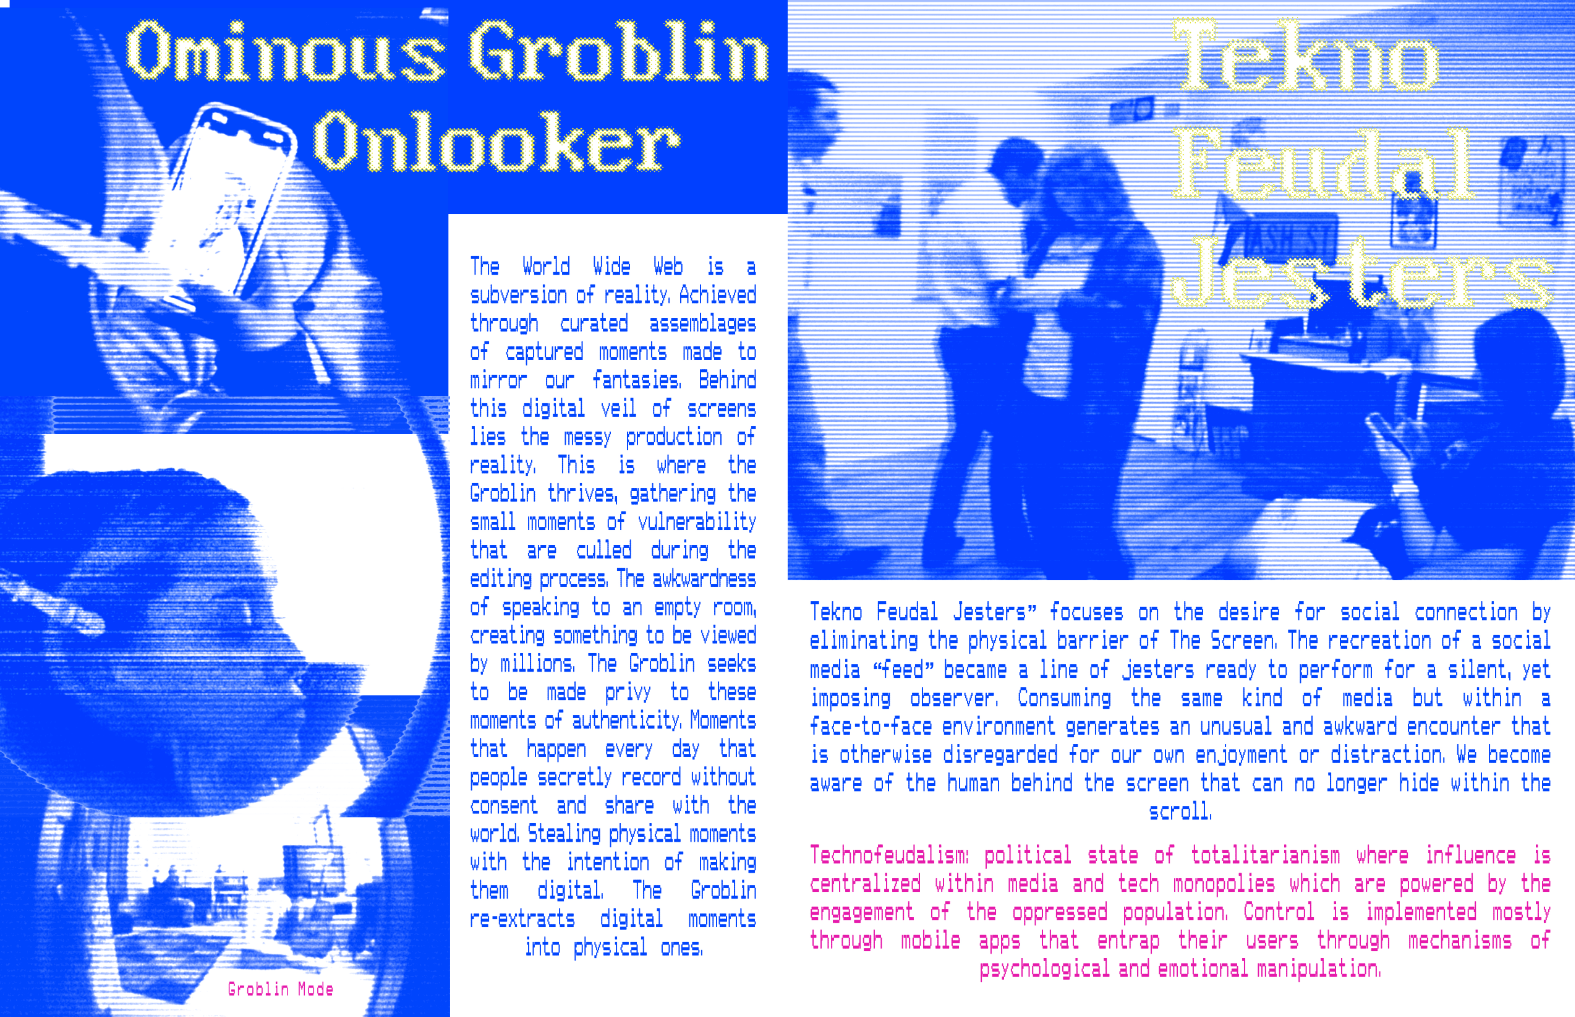 Ominous Groblin
Onlooker
The World Wide Web is a
subversion of reality. Achieved
through curated assemblages
of captured moments made to
mirror our fantasies. Behind
this digital veil of screens
lies the messy production of
reality. This is where the
Groblin thrives, gathering the
small moments of vulnerability
that are culled during the
editing process. The awkwardness
of speaking to an empty room,
creating something to be viewed
by millions. The Groblin seeks
to be made privy to these
moments of authenticity. Moments
that happen every day that
people secretly record without
consent and share with the
world. Stealing physical moments
with the intention of making
them digital. The Groblin
re-extracts digital moments
into physical ones.
Groblin Mode
Tekno
Feudal
Jesters
ASH ST
Tekno Feudal Jesters” focuses on the desire for social connection by
eliminating the physical barrier of The Screen. The recreation of a social
media “feed” became a line of jesters ready to perform for a silent, yet
imposing observer. Consuming the same kind of media but within a
face-to-face environment generates an unusual and awkward encounter that
is otherwise disregarded for our own enjoyment or distraction. We become
aware of the human behind the screen that can no longer hide within the
scroll.
Technofeudalism: political state of totalitarianism where influence is
centralized within media and tech monopolies which are powered by the
engagement of the oppressed population. Control is implemented mostly
through mobile apps that entrap their users through mechanisms of
psychological and emotional manipulation.